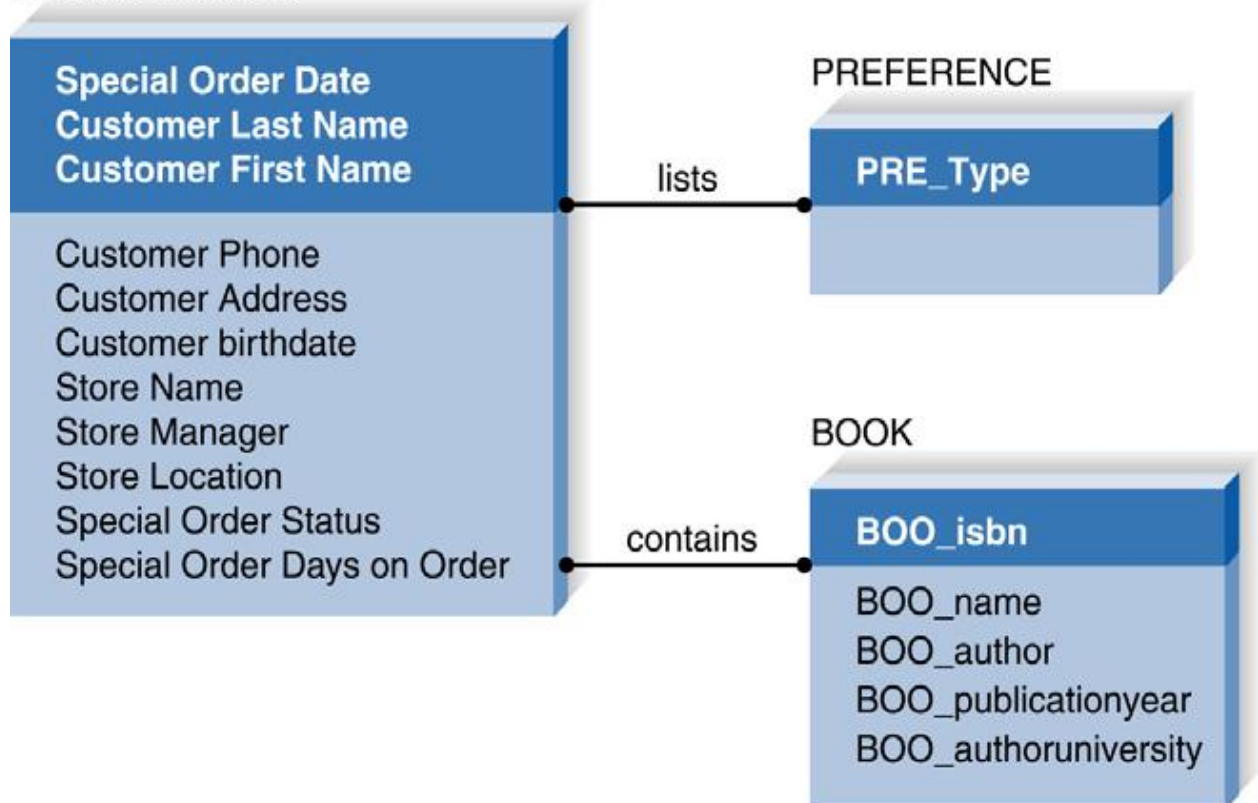 Special Order Date
Customer Last Name
Customer First Name
Customer Phone
Customer Address
Customer birthdate
Store Name
Store Manager
Store Location
Special Order Status
Special Order Days on Order
lists
contains
PREFERENCE
PRE_Type
BOOK
BOO_isbn
BOO_name
BOO_author
BOO_publicationyear
BOO_authoruniversity